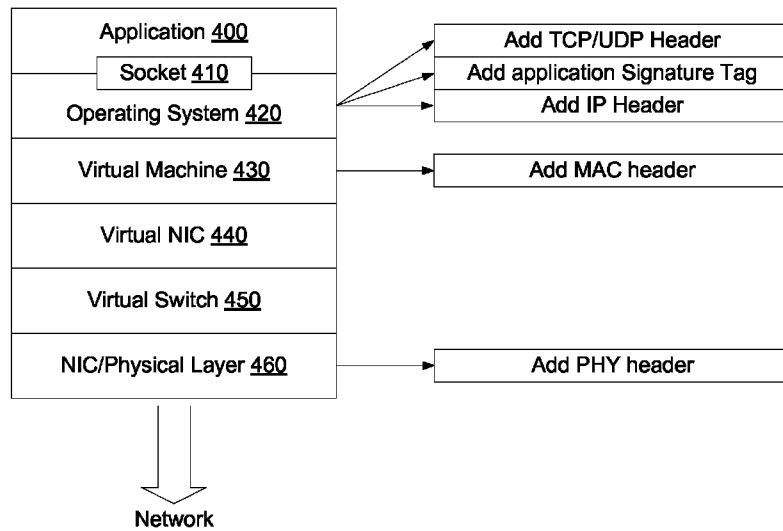 Application 400
Socket 410
Operating System 420
Add TCP/UDP Header
Add application Signature Tag
Add IP Header
Virtual Machine 430
Add MAC header
Virtual NIC 440
Virtual Switch 450
NIC/Physical Layer 460
Add PHY header
Network